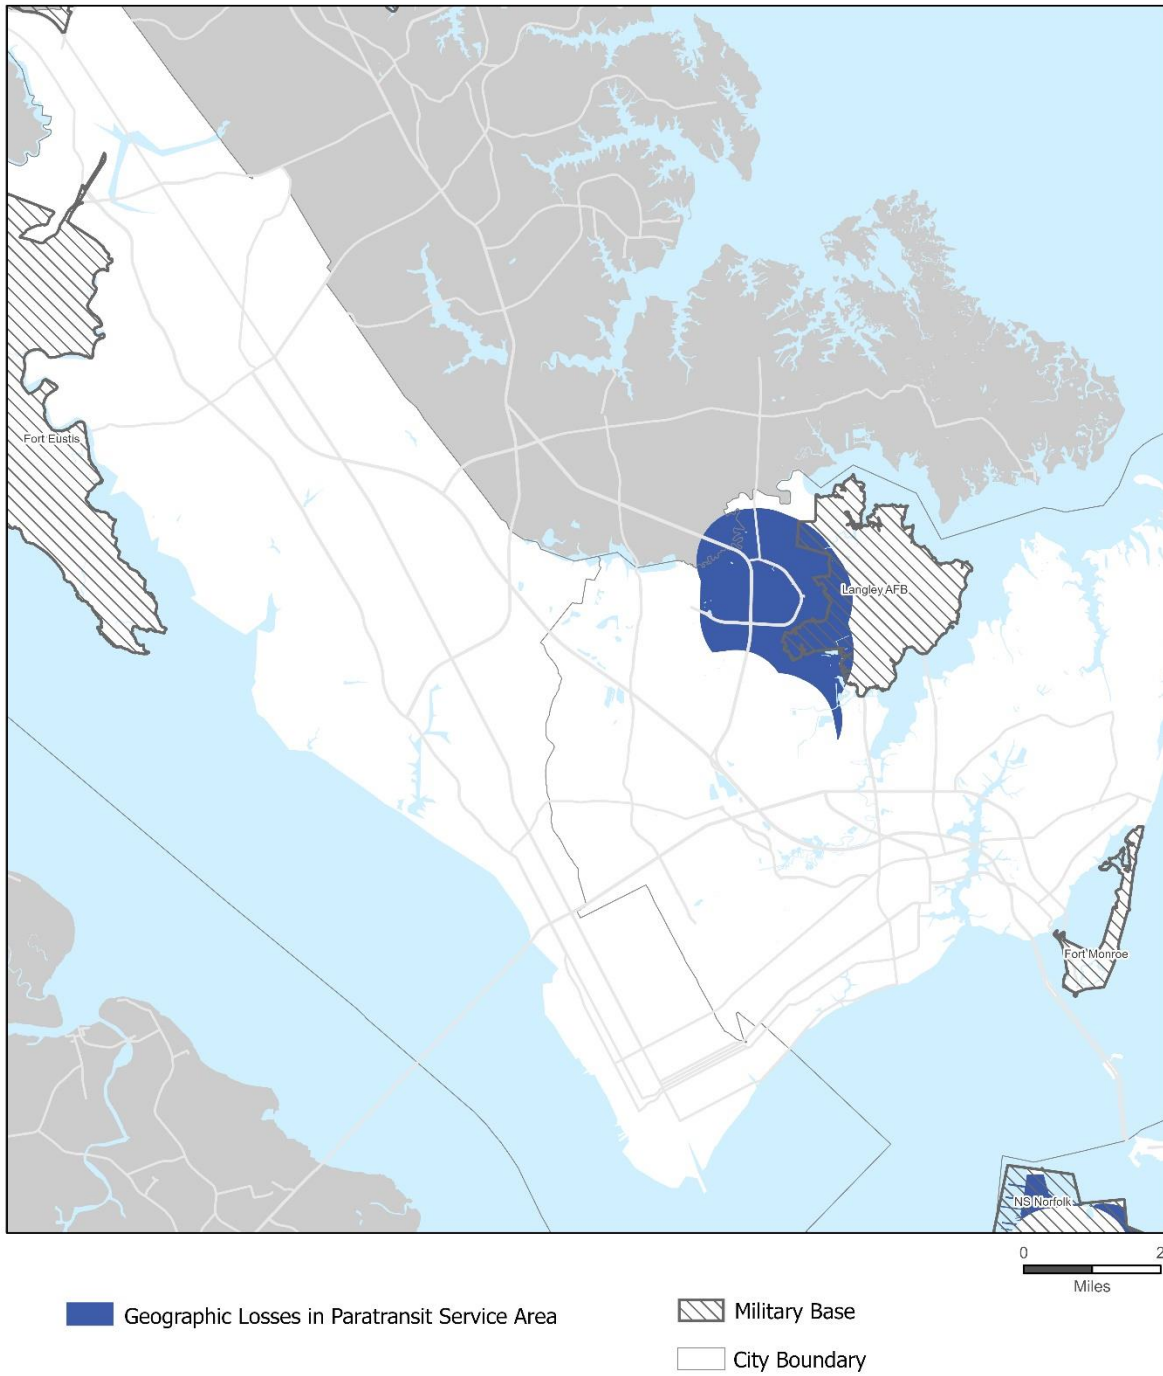 Fort Eustis
Langley AFB
Fort Monroe
NS Norfolk
0 2
Miles
Geographic Losses in Paratransit Service Area
Military Base
City Boundary